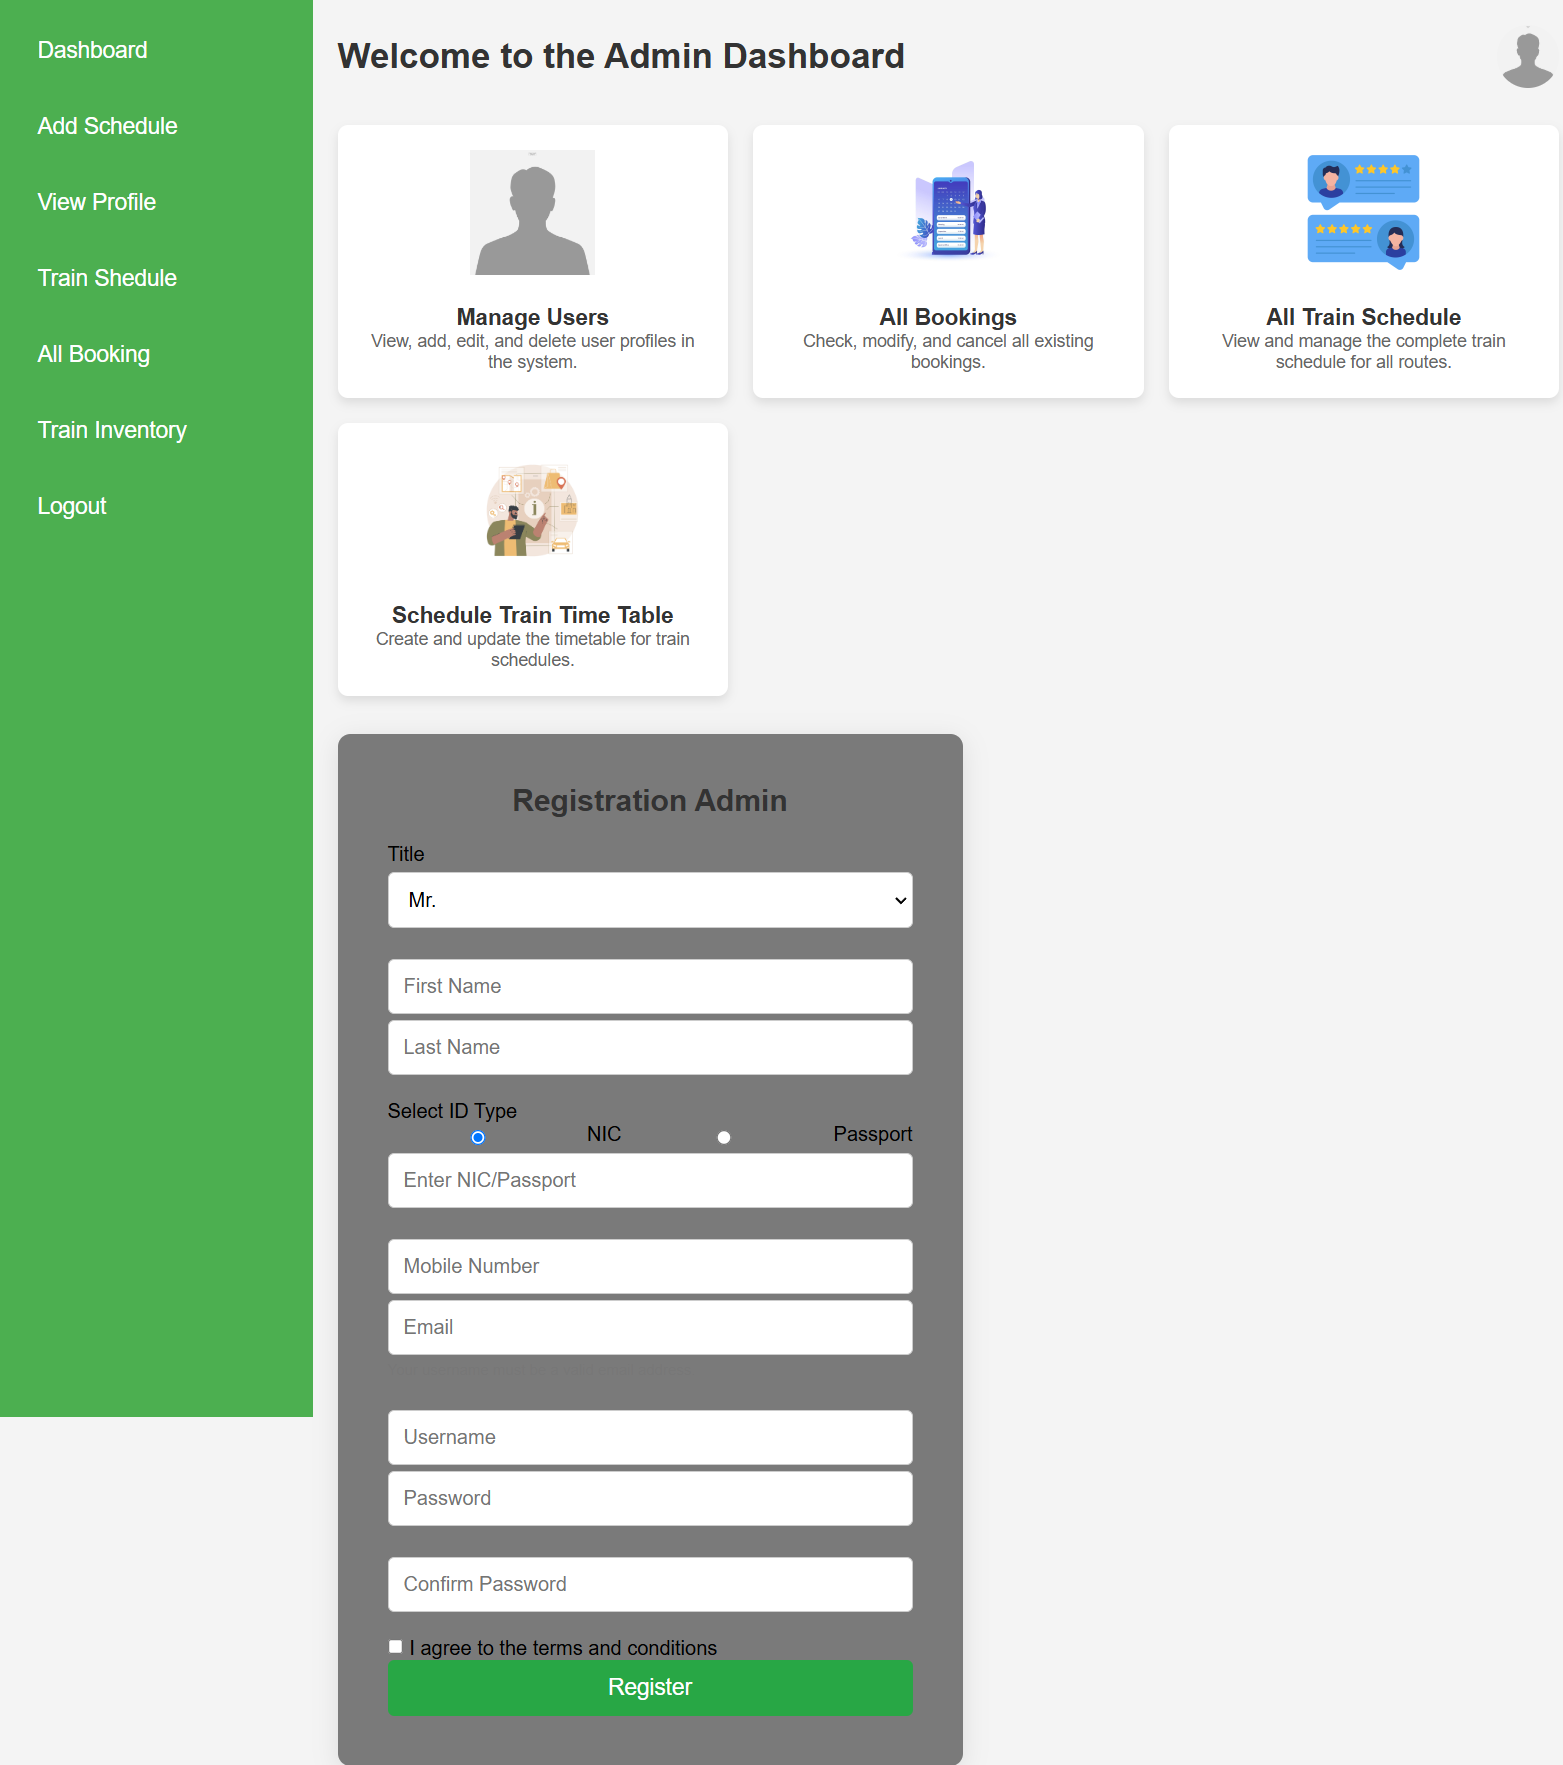 Dashboard
Add Schedule
View Profile
Train Shedule
All Booking
Train Inventory
Logout
Welcome to the Admin Dashboard
Manage Users
View, add, edit, and delete user profiles in
the system.
All Bookings
Check, modify, and cancel all existing
bookings.
All Train Schedule
View and manage the complete train
schedule for all routes.
Schedule Train Time Table
Create and update the timetable for train
schedules.
Registration Admin
Title
Mr.
First Name
Last Name
Select ID Type
NIC
Passport
Enter NIC/Passport
Mobile Number
Email
Username
Password
Confirm Password
I agree to the terms and conditions
Register